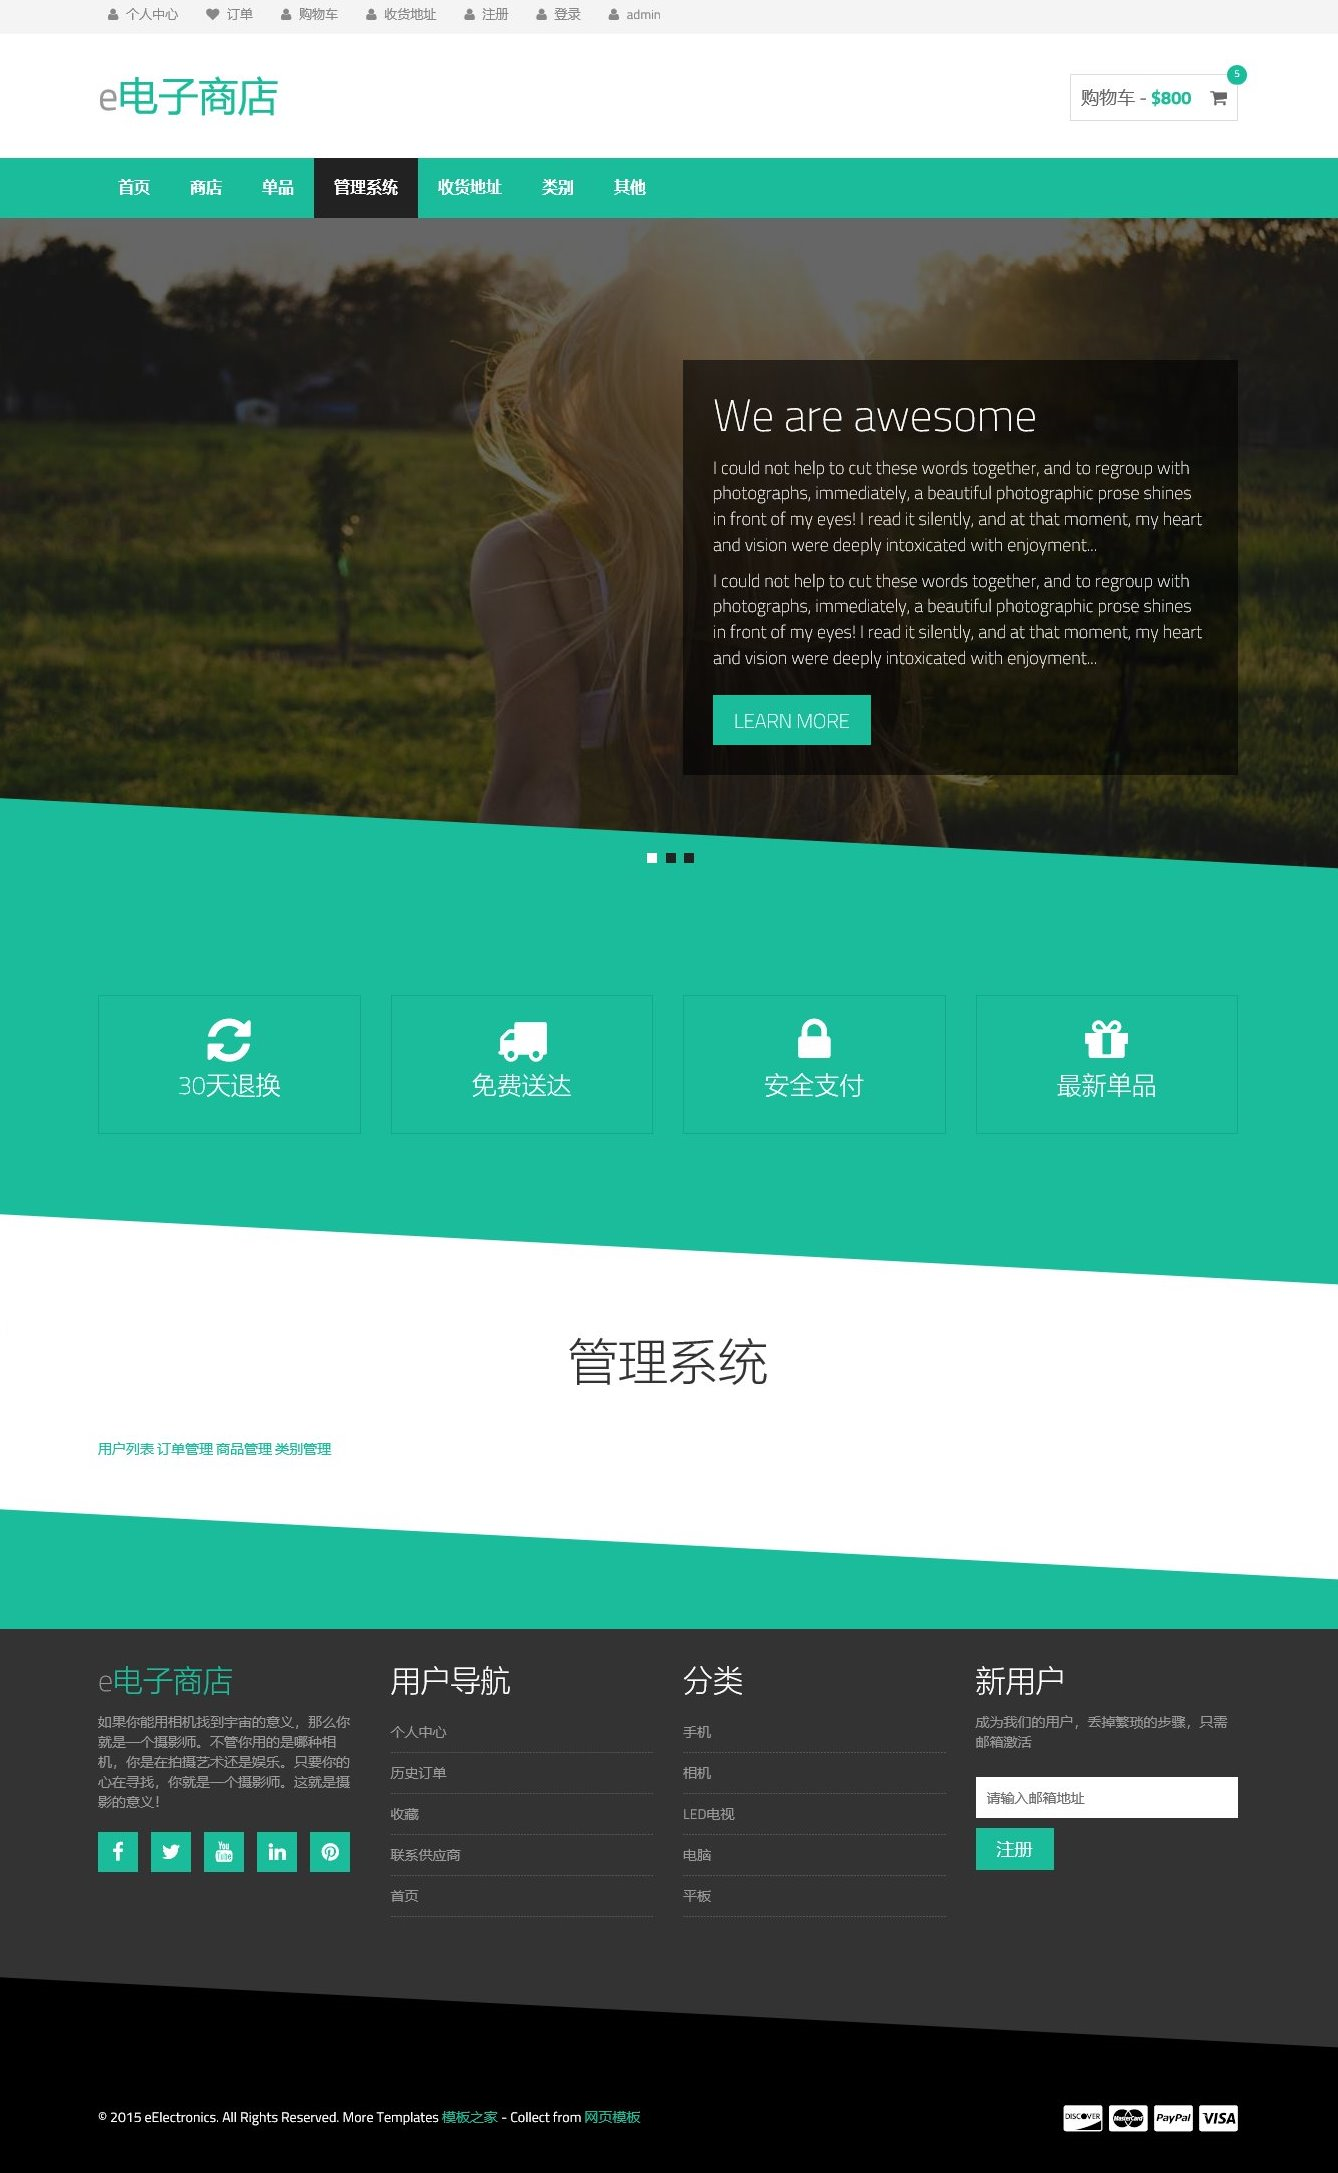 个人中心 订单 购物车 收货地址 注册 登录 admin
e电子商店
购物车 - $800
5
首页 商店 单品 管理系统 收货地址 类别 其他
We are awesome
I could not help to cut these words together, and to regroup with
photographs, immediately, a beautiful photographic prose shines
in front of my eyes! I read it silently, and at that moment, my heart
and vision were deeply intoxicated with enjoyment...
I could not help to cut these words together, and to regroup with
photographs, immediately, a beautiful photographic prose shines
in front of my eyes! I read it silently, and at that moment, my heart
and vision were deeply intoxicated with enjoyment...
LEARN MORE
30天退换 免费送达 安全支付 最新单品
管理系统
用户列表 订单管理 商品管理 类别管理
e电子商店
如果你能用相机找到宇宙的意义，那么你
就是一个摄影师。不管你用的是哪种相
机，你是在拍摄艺术还是娱乐。只要你的
心在寻找，你就是一个摄影师。这就是摄
影的意义！
You
Tube
用户导航
个人中心
历史订单
收藏
联系供应商
首页
分类
手机
相机
LED电视
电脑
平板
新用户
成为我们的用户，丢掉繁琐的步骤，只需
邮箱激活
请输入邮箱地址
注册
© 2015 eElectronics. All Rights Reserved. More Templates 模板之家 - Collect from 网页模板
DISCOVER MasterCard PayPal VISA